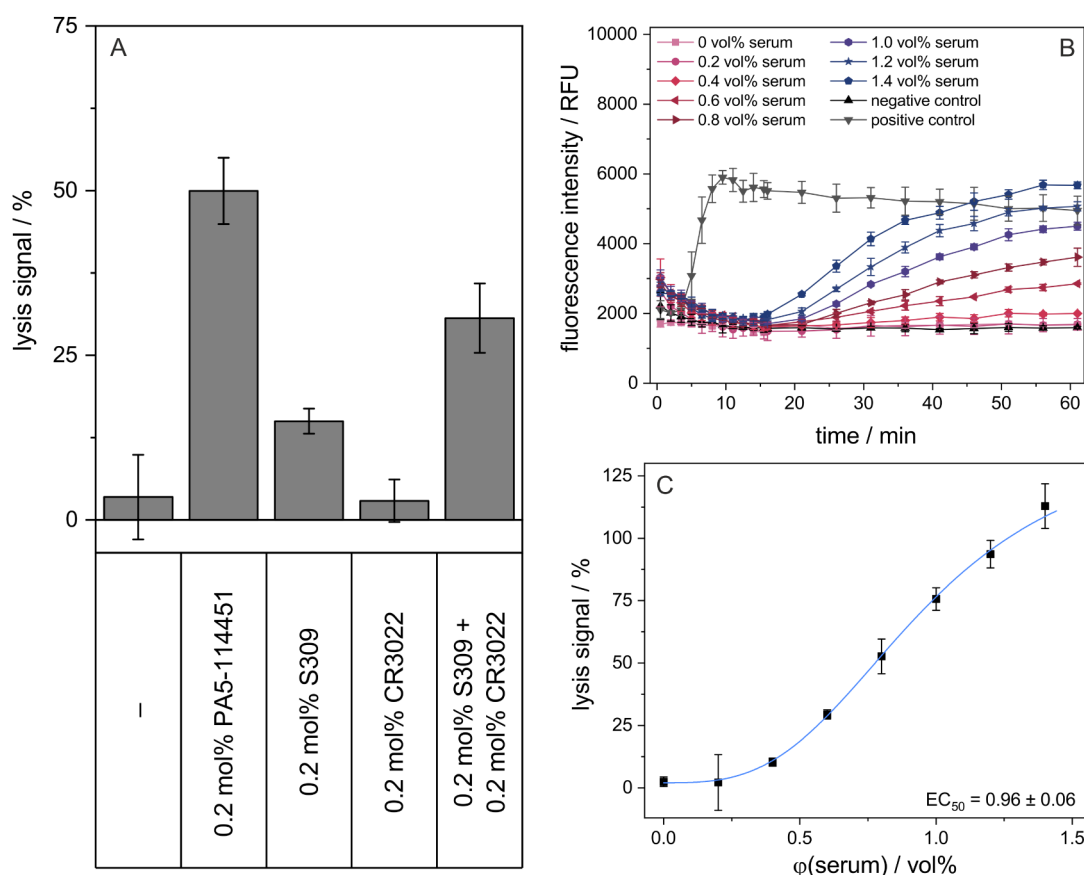 A
75
50
25
0
lysis signal / %
–
0.2 mol% PA5-114451
0.2 mol% S309
0.2 mol% CR3022
0.2 mol% S309 +
0.2 mol% CR3022
B
10000
8000
6000
4000
2000
0
fluorescence intensity / RFU
0 vol% serum
0.2 vol% serum
0.4 vol% serum
0.6 vol% serum
0.8 vol% serum
1.0 vol% serum
1.2 vol% serum
1.4 vol% serum
negative control
positive control
0 10 20 30 40 50 60
time / min
C
125
100
75
50
25
0
lysis signal / %
EC50 = 0.96 ± 0.06
0.0 0.5 1.0 1.5
φ(serum) / vol%